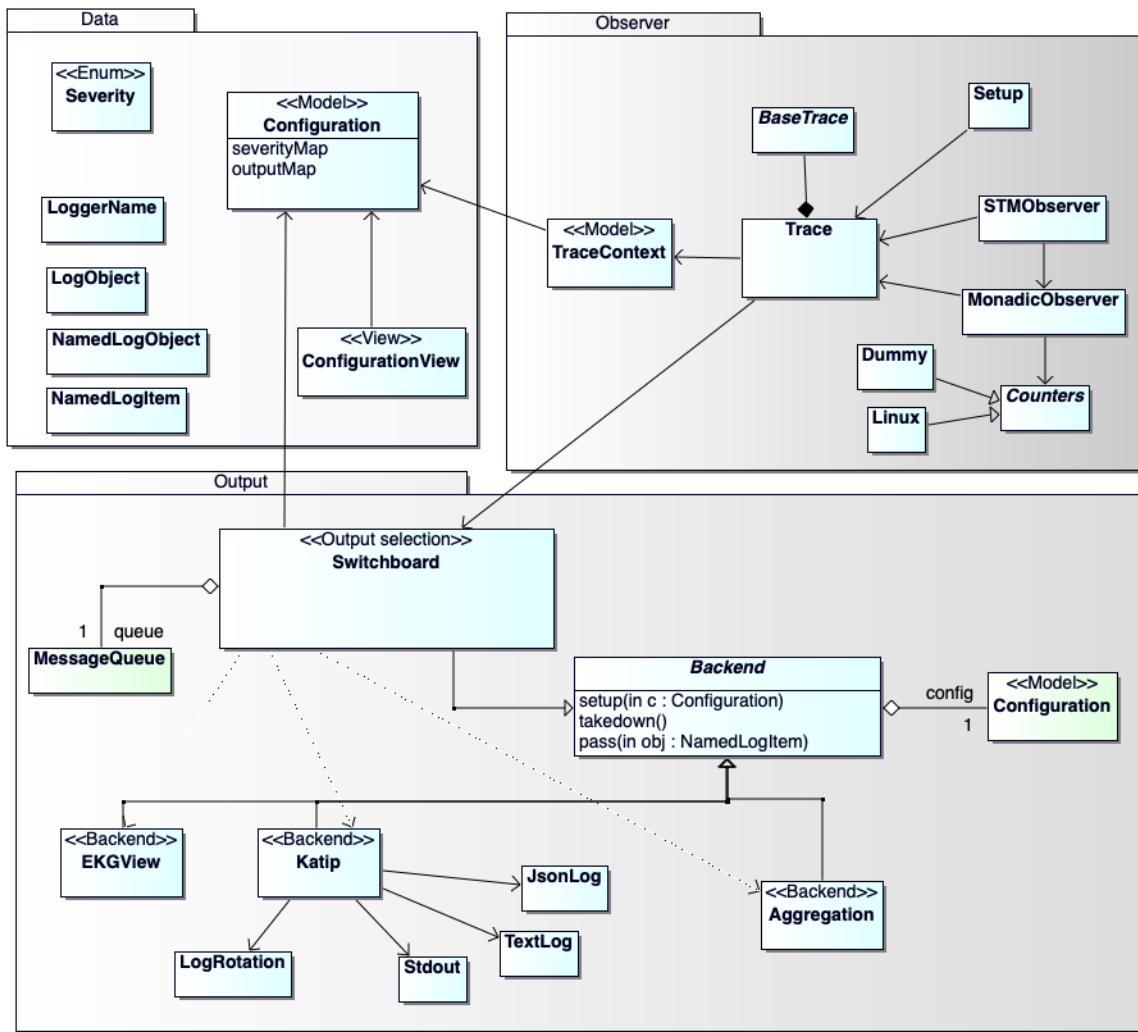 Data
<<Enum>>
Severity
<<Model>>
Configuration
severityMap
outputMap
LoggerName
LogObject
NamedLogObject
NamedLogItem
<<View>>
ConfigurationView
Observer
BaseTrace
Setup
<<Model>>
TraceContext
Trace
STMObserver
MonadicObserver
Dummy
Linux
Counters
Output
<<Output selection>>
Switchboard
1 queue
MessageQueue
Backend
setup(in c : Configuration)
takedown()
pass(in obj : NamedLogItem)
config
1
<<Model>>
Configuration
<<Backend>>
EKGView
<<Backend>>
Katip
JsonLog
TextLog
Stdout
LogRotation
<<Backend>>
Aggregation